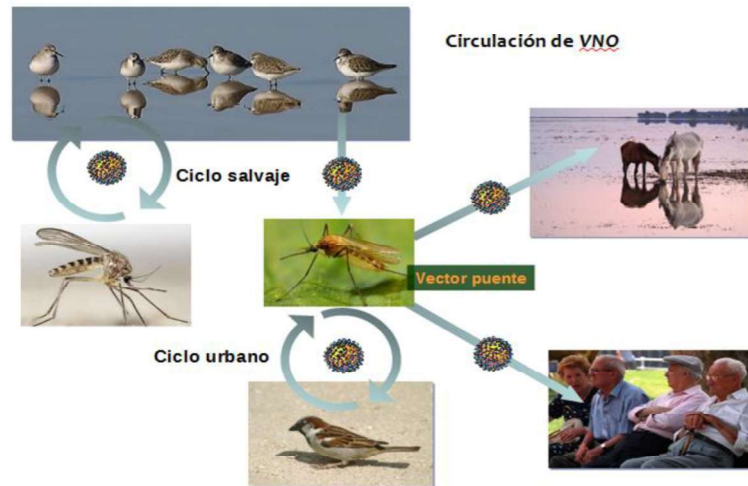 Circulación de VNO
Ciclo salvaje
Vector puente
Ciclo urbano